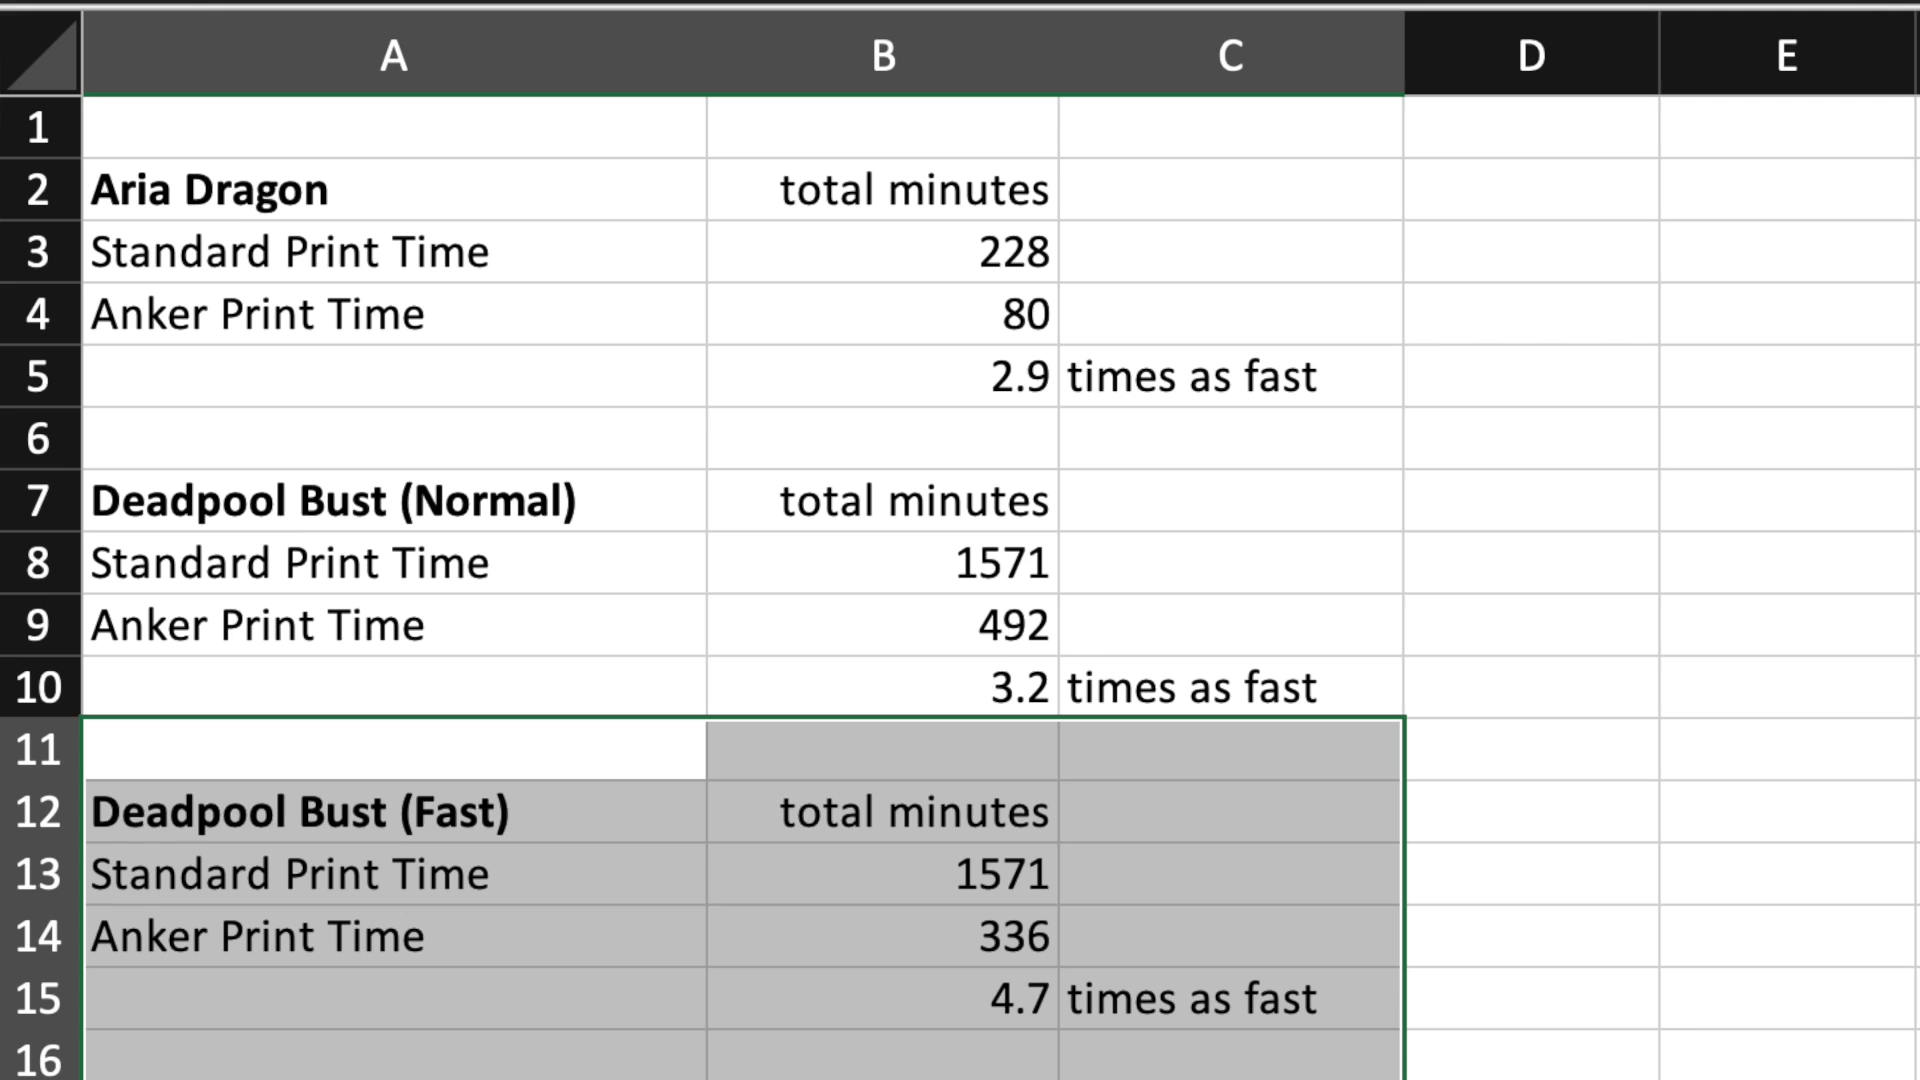 A B C D E
1
2 Aria Dragon total minutes
3 Standard Print Time 228
4 Anker Print Time 80
5 2.9 times as fast
6
7 Deadpool Bust (Normal) total minutes
8 Standard Print Time 1571
9 Anker Print Time 492
10 3.2 times as fast
11
12 Deadpool Bust (Fast) total minutes
13 Standard Print Time 1571
14 Anker Print Time 336
15 4.7 times as fast
16